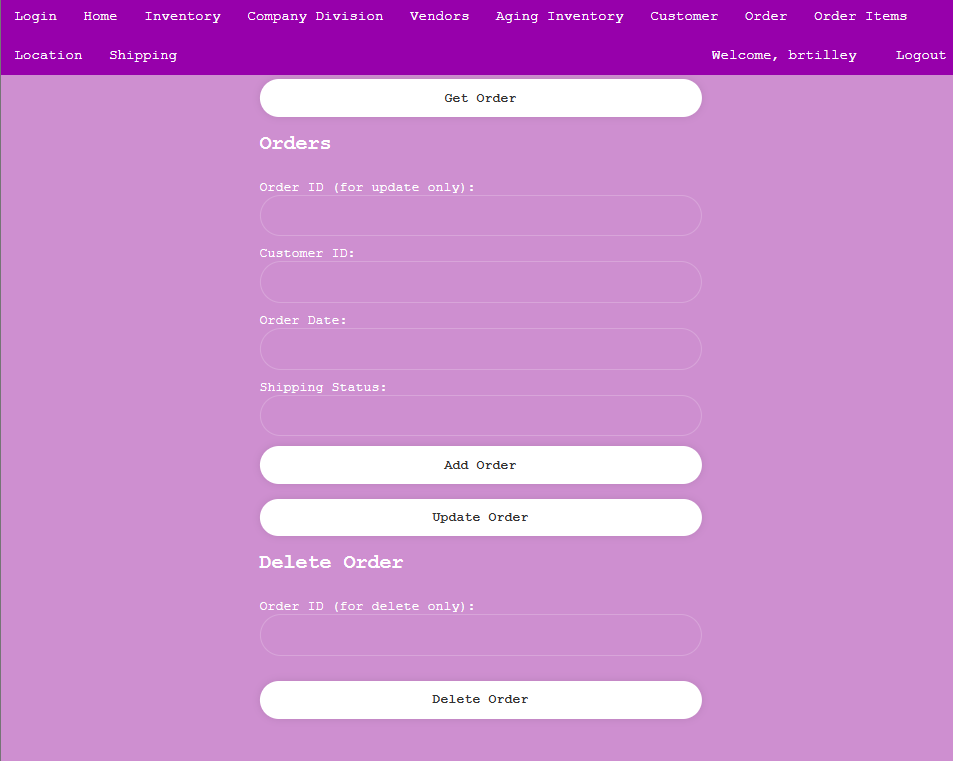 Login Home Inventory Company Division Vendors Aging Inventory Customer Order Order Items
Location Shipping Welcome, brtilley Logout
Get Order
Orders
Order ID (for update only):
Customer ID:
Order Date:
Shipping Status:
Add Order
Update Order
Delete Order
Order ID (for delete only):
Delete Order